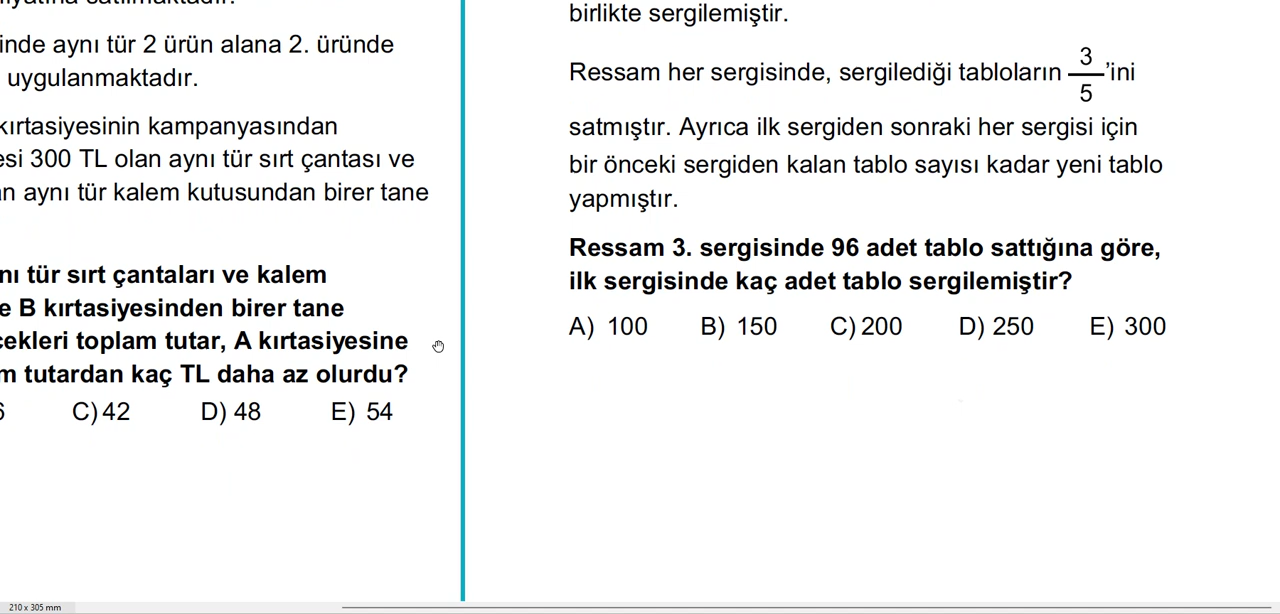 inde aynı tür 2 ürün alana 2. üründe
uygulanmaktadır.
kırtasiyesinin kampanyasından
esi 300 TL olan aynı tür sırt çantası ve
n aynı tür kalem kutusundan birer tane
nı tür sırt çantaları ve kalem
e B kırtasiyesinden birer tane
cekleri toplam tutar, A kırtasiyesine
m tutardan kaç TL daha az olurdu?
C) 42 D) 48 E) 54
birlikte sergilemiştir.
Ressam her sergisinde, sergilediği tabloların 3/5 'ini
satmıştır. Ayrıca ilk sergiden sonraki her sergisi için
bir önceki sergiden kalan tablo sayısı kadar yeni tablo
yapmıştır.
Ressam 3. sergisinde 96 adet tablo sattığına göre,
ilk sergisinde kaç adet tablo sergilemiştir?
A) 100 B) 150 C) 200 D) 250 E) 300
210 x 305 mm